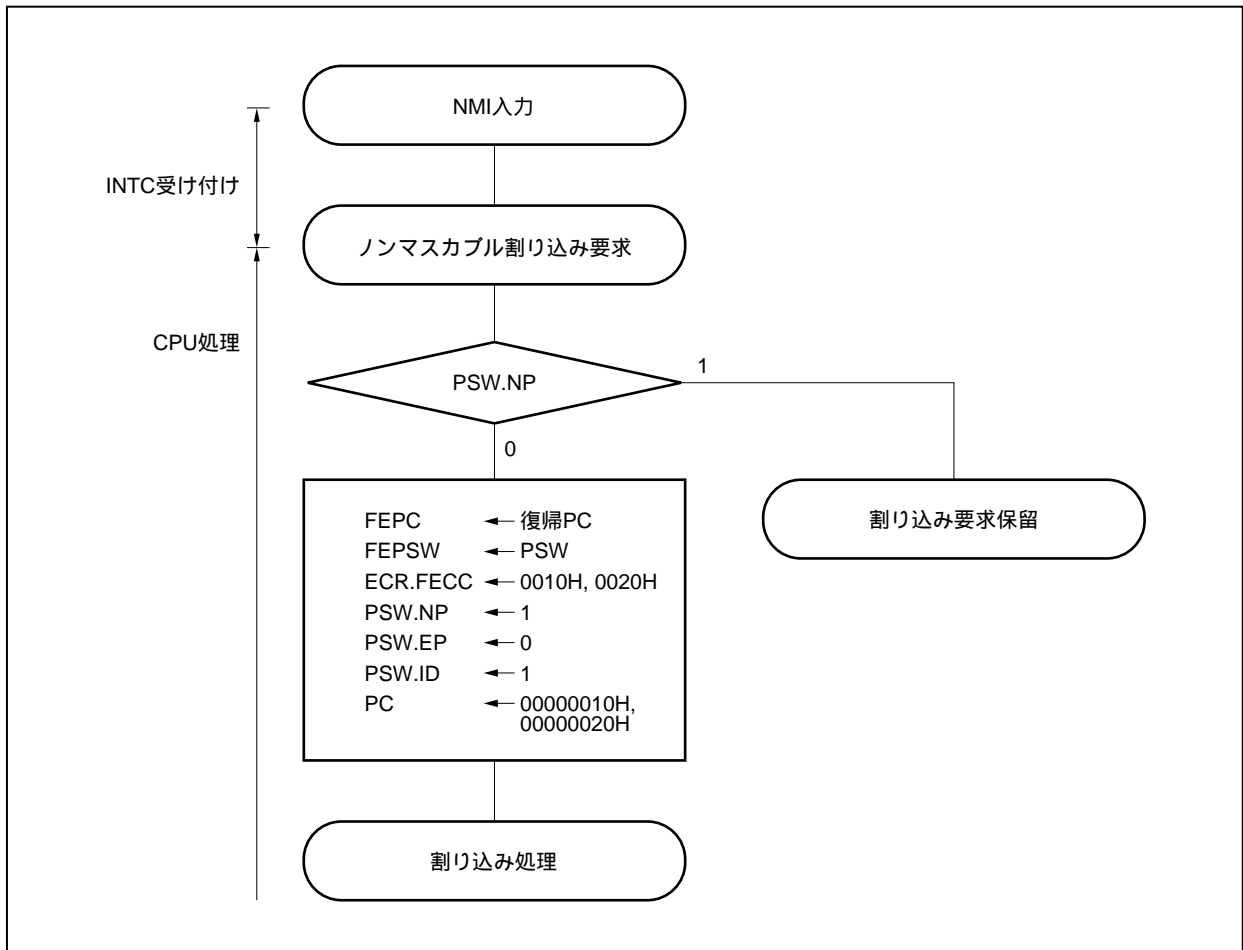 NMI入力
INTC受け付け
ノンマスカブル割り込み要求
CPU処理
PSW.NP
1
0
FEPC ← 復帰PC
FEPSW ← PSW
ECR.FECC ← 0010H, 0020H
PSW.NP ← 1
PSW.EP ← 0
PSW.ID ← 1
PC ← 00000010H,
00000020H
割り込み要求保留
割り込み処理